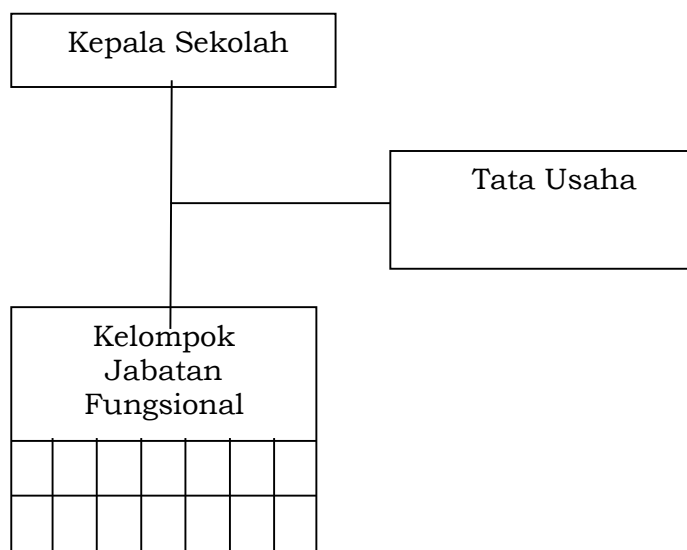 Kepala Sekolah
Tata Usaha
Kelompok
Jabatan
Fungsional